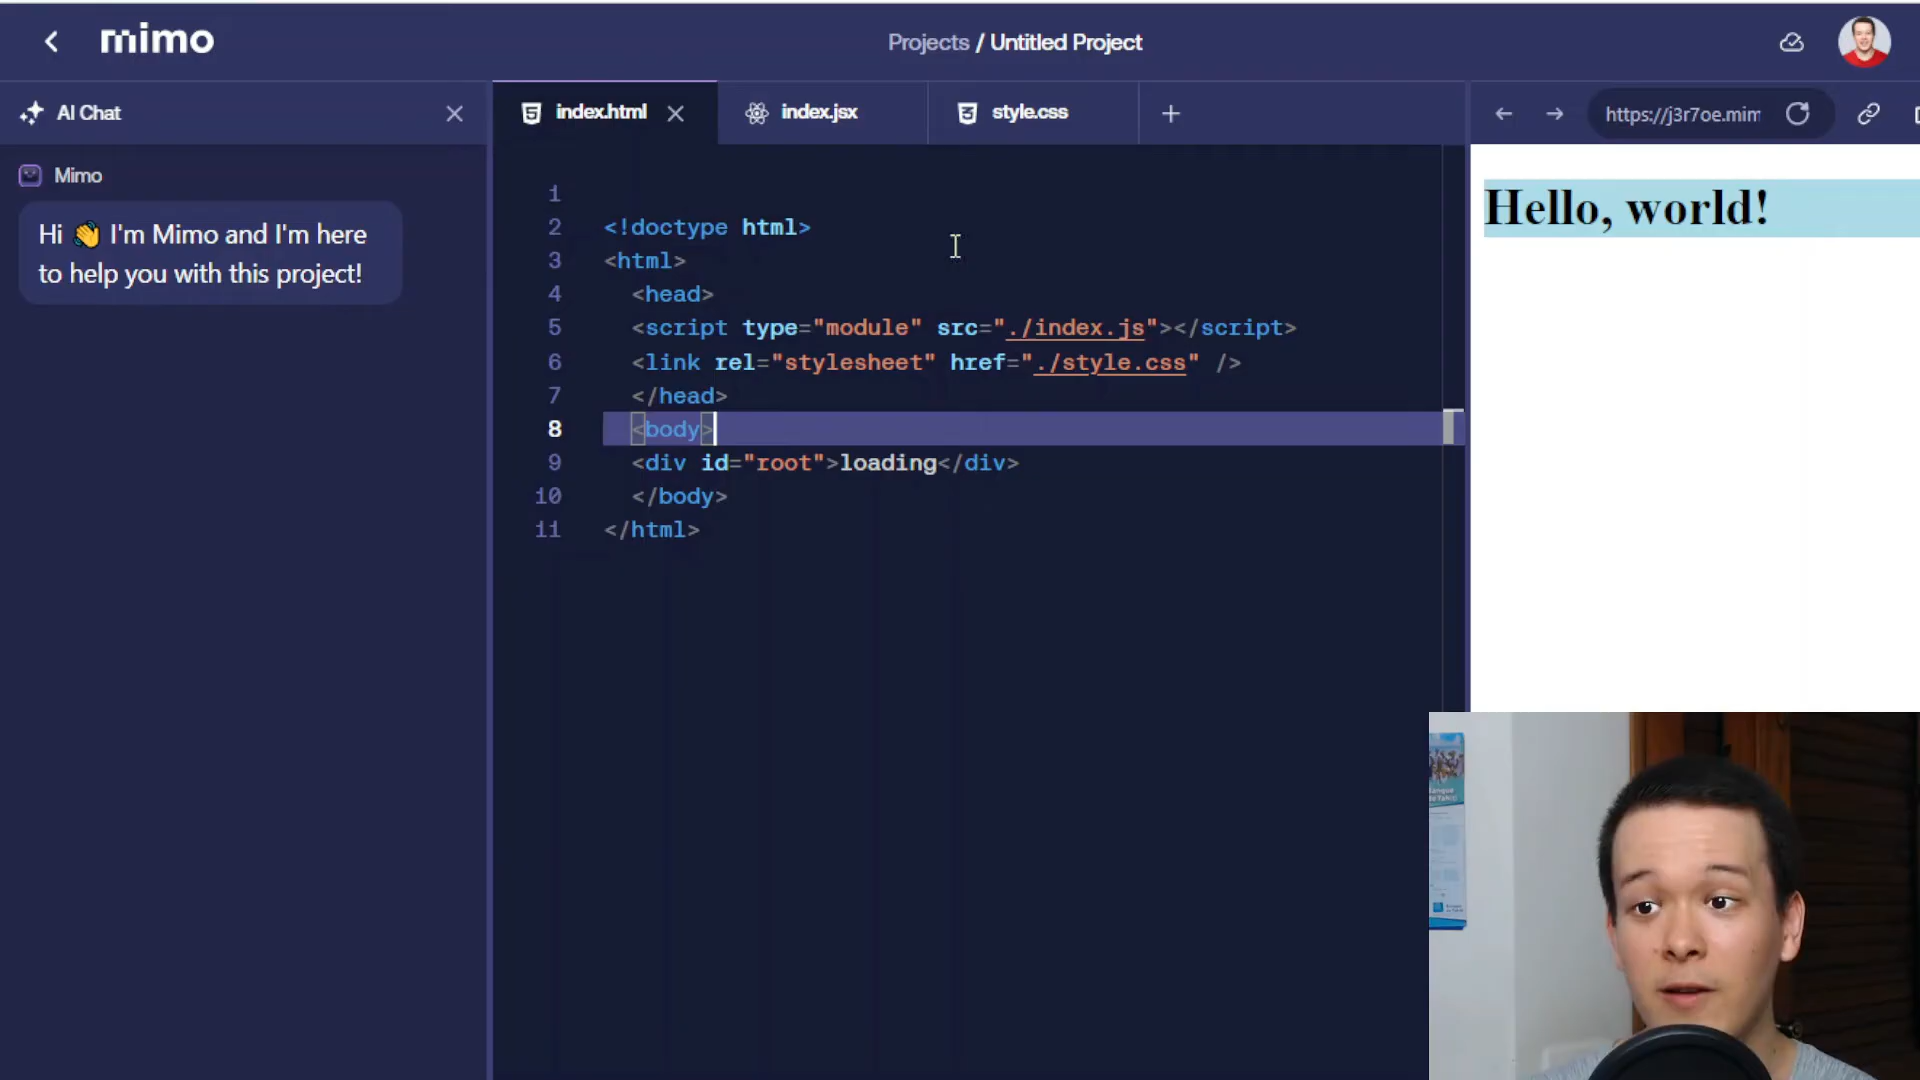 mimo
Projects / Untitled Project
AI Chat
index.html
index.jsx
style.css
https://j3r7oe.mim
Mimo
Hi 👋 I'm Mimo and I'm here
to help you with this project!
1
2 <!doctype html>
3 <html>
4 <head>
5 <script type="module" src="./index.js"></script>
6 <link rel="stylesheet" href="./style.css" />
7 </head>
8 <body>
9 <div id="root">loading</div>
10 </body>
11 </html>
Hello, world!